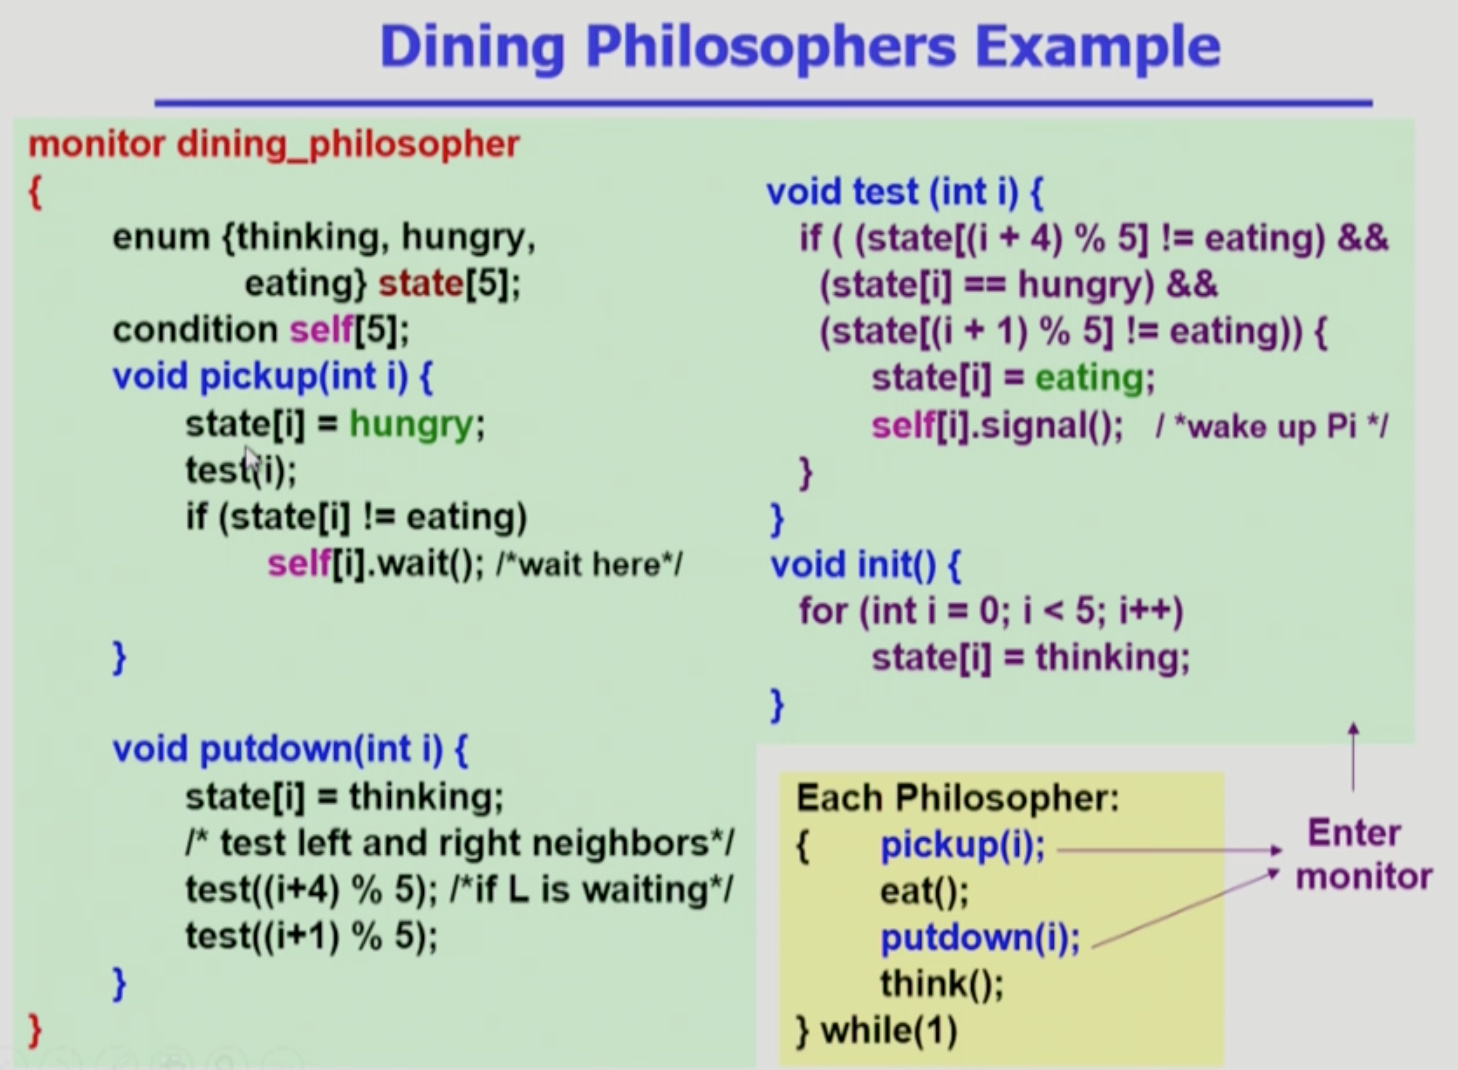 Dining Philosophers Example
monitor dining_philosopher
{
enum {thinking, hungry,
eating} state[5];
condition self[5];
void pickup(int i) {
state[i] = hungry;
test(i);
if (state[i] != eating)
self[i].wait(); /*wait here*/
}
void putdown(int i) {
state[i] = thinking;
/* test left and right neighbors*/
test((i+4) % 5); /*if L is waiting*/
test((i+1) % 5);
}
}
void test (int i) {
if ( (state[(i + 4) % 5] != eating) &&
(state[i] == hungry) &&
(state[(i + 1) % 5] != eating)) {
state[i] = eating;
self[i].signal(); / *wake up Pi */
}
}
void init() {
for (int i = 0; i < 5; i++)
state[i] = thinking;
}
Each Philosopher:
{ pickup(i);
eat();
putdown(i);
think();
} while(1)
Enter
monitor